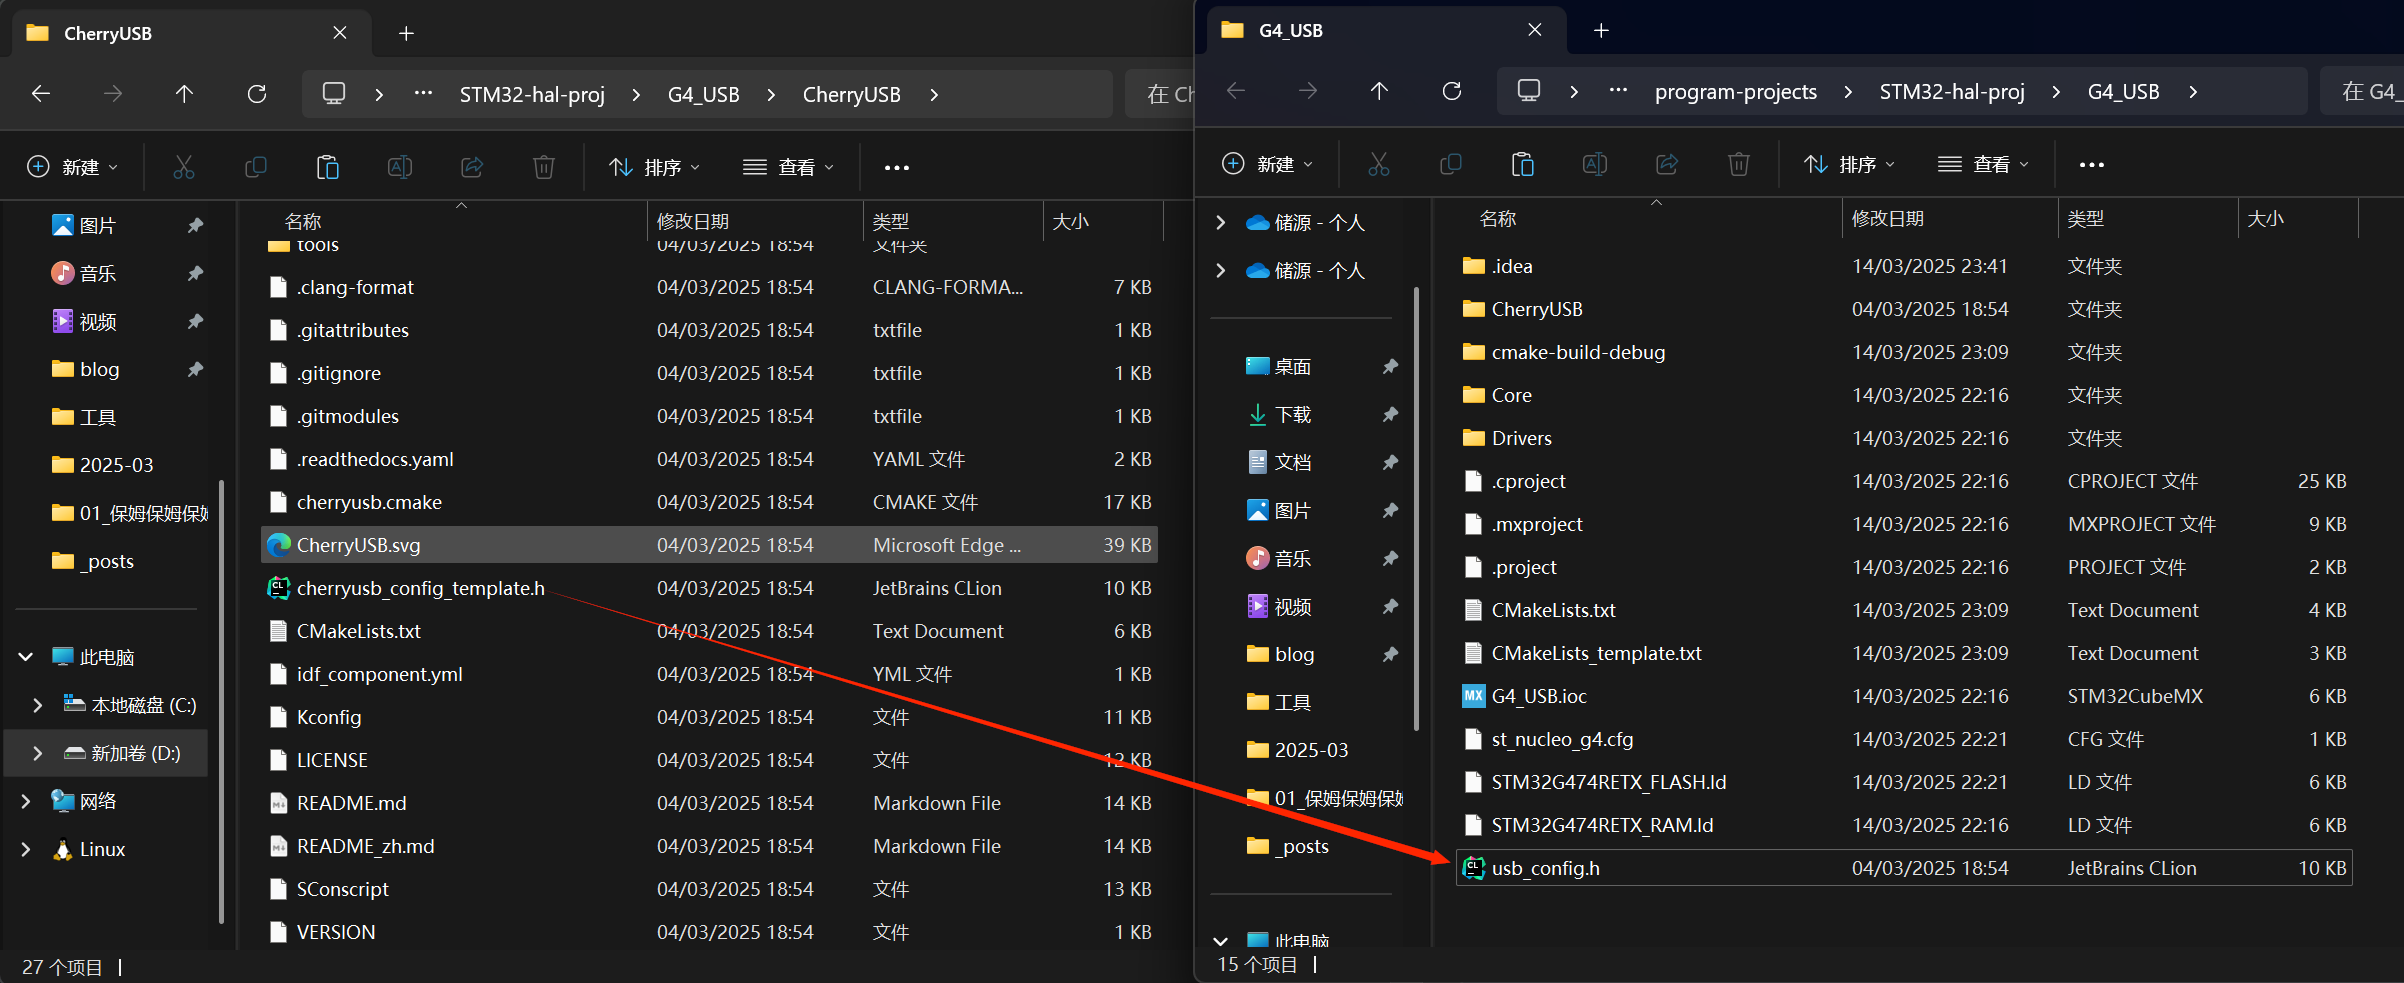 CherryUSB
STM32-hal-proj
G4_USB
CherryUSB
在 Ch
新建
排序
查看
图片
音乐
视频
blog
工具
2025-03
01_保姆保姆保姆
_posts
此电脑
本地磁盘 (C:)
新加卷 (D:)
网络
Linux
名称 修改日期 类型 大小
tools 04/03/2025 18:54 文件夹
.clang-format 04/03/2025 18:54 CLANG-FORMA... 7 KB
.gitattributes 04/03/2025 18:54 txtfile 1 KB
.gitignore 04/03/2025 18:54 txtfile 1 KB
.gitmodules 04/03/2025 18:54 txtfile 1 KB
.readthedocs.yaml 04/03/2025 18:54 YAML 文件 2 KB
cherryusb.cmake 04/03/2025 18:54 CMAKE 文件 17 KB
CherryUSB.svg 04/03/2025 18:54 Microsoft Edge ... 39 KB
cherryusb_config_template.h 04/03/2025 18:54 JetBrains CLion 10 KB
CMakeLists.txt 04/03/2025 18:54 Text Document 6 KB
idf_component.yml 04/03/2025 18:54 YML 文件 1 KB
Kconfig 04/03/2025 18:54 文件 11 KB
LICENSE 04/03/2025 18:54 文件 12 KB
README.md 04/03/2025 18:54 Markdown File 14 KB
README_zh.md 04/03/2025 18:54 Markdown File 14 KB
SConscript 04/03/2025 18:54 文件 13 KB
VERSION 04/03/2025 18:54 文件 1 KB
27 个项目
G4_USB
program-projects
STM32-hal-proj
G4_USB
在 G4_
新建
排序
查看
储源 - 个人
储源 - 个人
桌面
下载
文档
图片
音乐
视频
blog
工具
2025-03
01_保姆保姆保姆
_posts
此电脑
名称 修改日期 类型 大小
.idea 14/03/2025 23:41 文件夹
CherryUSB 04/03/2025 18:54 文件夹
cmake-build-debug 14/03/2025 23:09 文件夹
Core 14/03/2025 22:16 文件夹
Drivers 14/03/2025 22:16 文件夹
.cproject 14/03/2025 22:16 CPROJECT 文件 25 KB
.mxproject 14/03/2025 22:16 MXPROJECT 文件 9 KB
.project 14/03/2025 22:16 PROJECT 文件 2 KB
CMakeLists.txt 14/03/2025 23:09 Text Document 4 KB
CMakeLists_template.txt 14/03/2025 23:09 Text Document 3 KB
MX G4_USB.ioc 14/03/2025 22:16 STM32CubeMX 6 KB
st_nucleo_g4.cfg 14/03/2025 22:21 CFG 文件 1 KB
STM32G474RETX_FLASH.ld 14/03/2025 22:21 LD 文件 6 KB
STM32G474RETX_RAM.ld 14/03/2025 22:16 LD 文件 6 KB
usb_config.h 04/03/2025 18:54 JetBrains CLion 10 KB
15 个项目